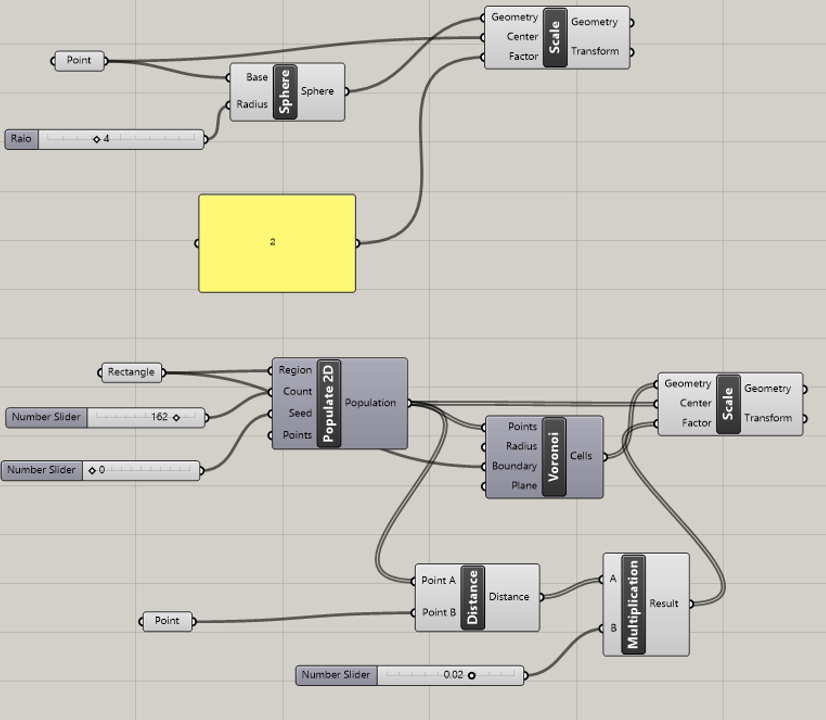 Point
Base
Radius
Sphere
Sphere
Raio
4
Geometry
Center
Factor
Scale
Geometry
Transform
2
Rectangle
Number Slider
162
Number Slider
0
Region
Count
Seed
Points
Populate 2D
Population
Points
Radius
Boundary
Plane
Voronoi
Cells
Geometry
Center
Factor
Scale
Geometry
Transform
Point
Point A
Point B
Distance
Distance
Number Slider
0.02
A
B
Multiplication
Result